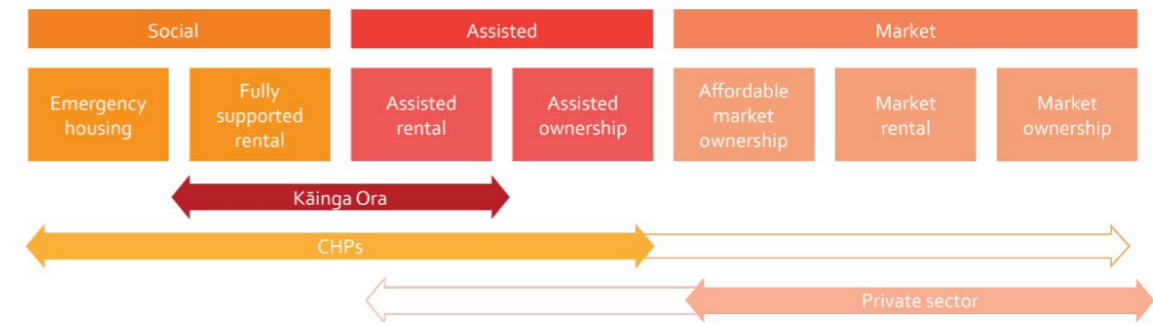 Social
Assisted
Market
Emergency
housing
Fully
supported
rental
Assisted
rental
Assisted
ownership
Affordable
market
ownership
Market
rental
Market
ownership
Kāinga Ora
CHPs
Private sector